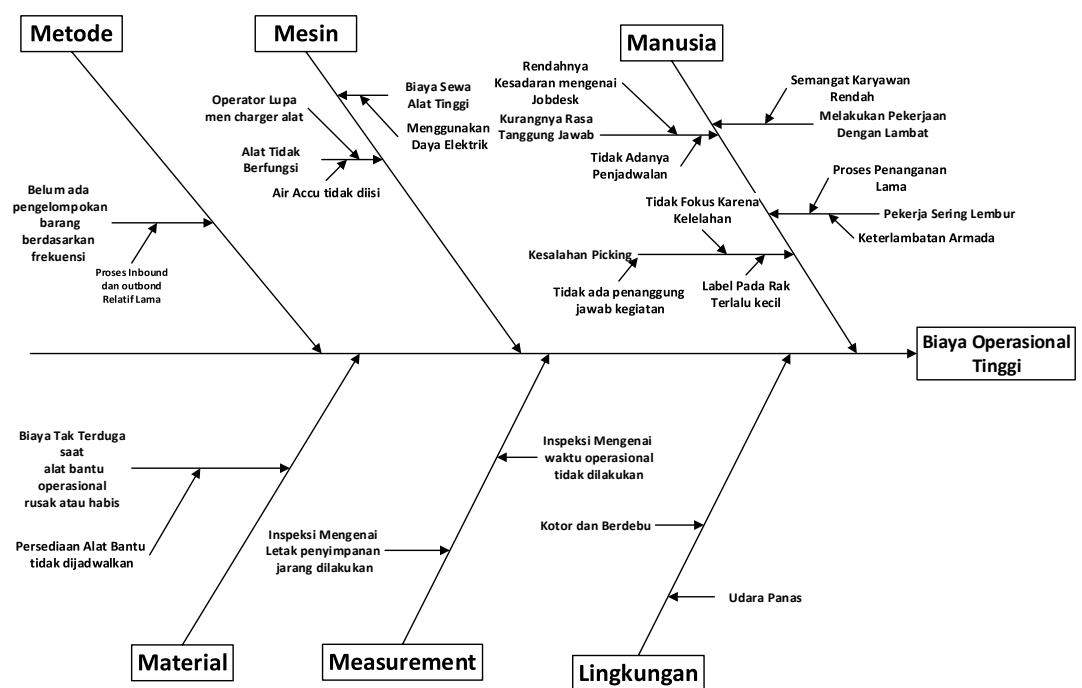 Metode
Mesin
Manusia
Belum ada
pengelompokan
barang
berdasarkan
frekuensi
Proses Inbound
dan outbond
Relatif Lama
Operator Lupa
men charger alat
Alat Tidak
Berfungsi
Air Accu tidak diisi
Biaya Sewa
Alat Tinggi
Menggunakan
Daya Elektrik
Rendahnya
Kesadaran mengenai
Jobdesk
Kurangnya Rasa
Tanggung Jawab
Tidak Adanya
Penjadwalan
Semangat Karyawan
Rendah
Melakukan Pekerjaan
Dengan Lambat
Proses Penanganan
Lama
Pekerja Sering Lembur
Keterlambatan Armada
Tidak Fokus Karena
Kelelahan
Kesalahan Picking
Tidak ada penanggung
jawab kegiatan
Label Pada Rak
Terlalu kecil
Biaya Operasional
Tinggi
Biaya Tak Terduga
saat
alat bantu
operasional
rusak atau habis
Persediaan Alat Bantu
tidak dijadwalkan
Inspeksi Mengenai
waktu operasional
tidak dilakukan
Inspeksi Mengenai
Letak penyimpanan
jarang dilakukan
Kotor dan Berdebu
Udara Panas
Material
Measurement
Lingkungan